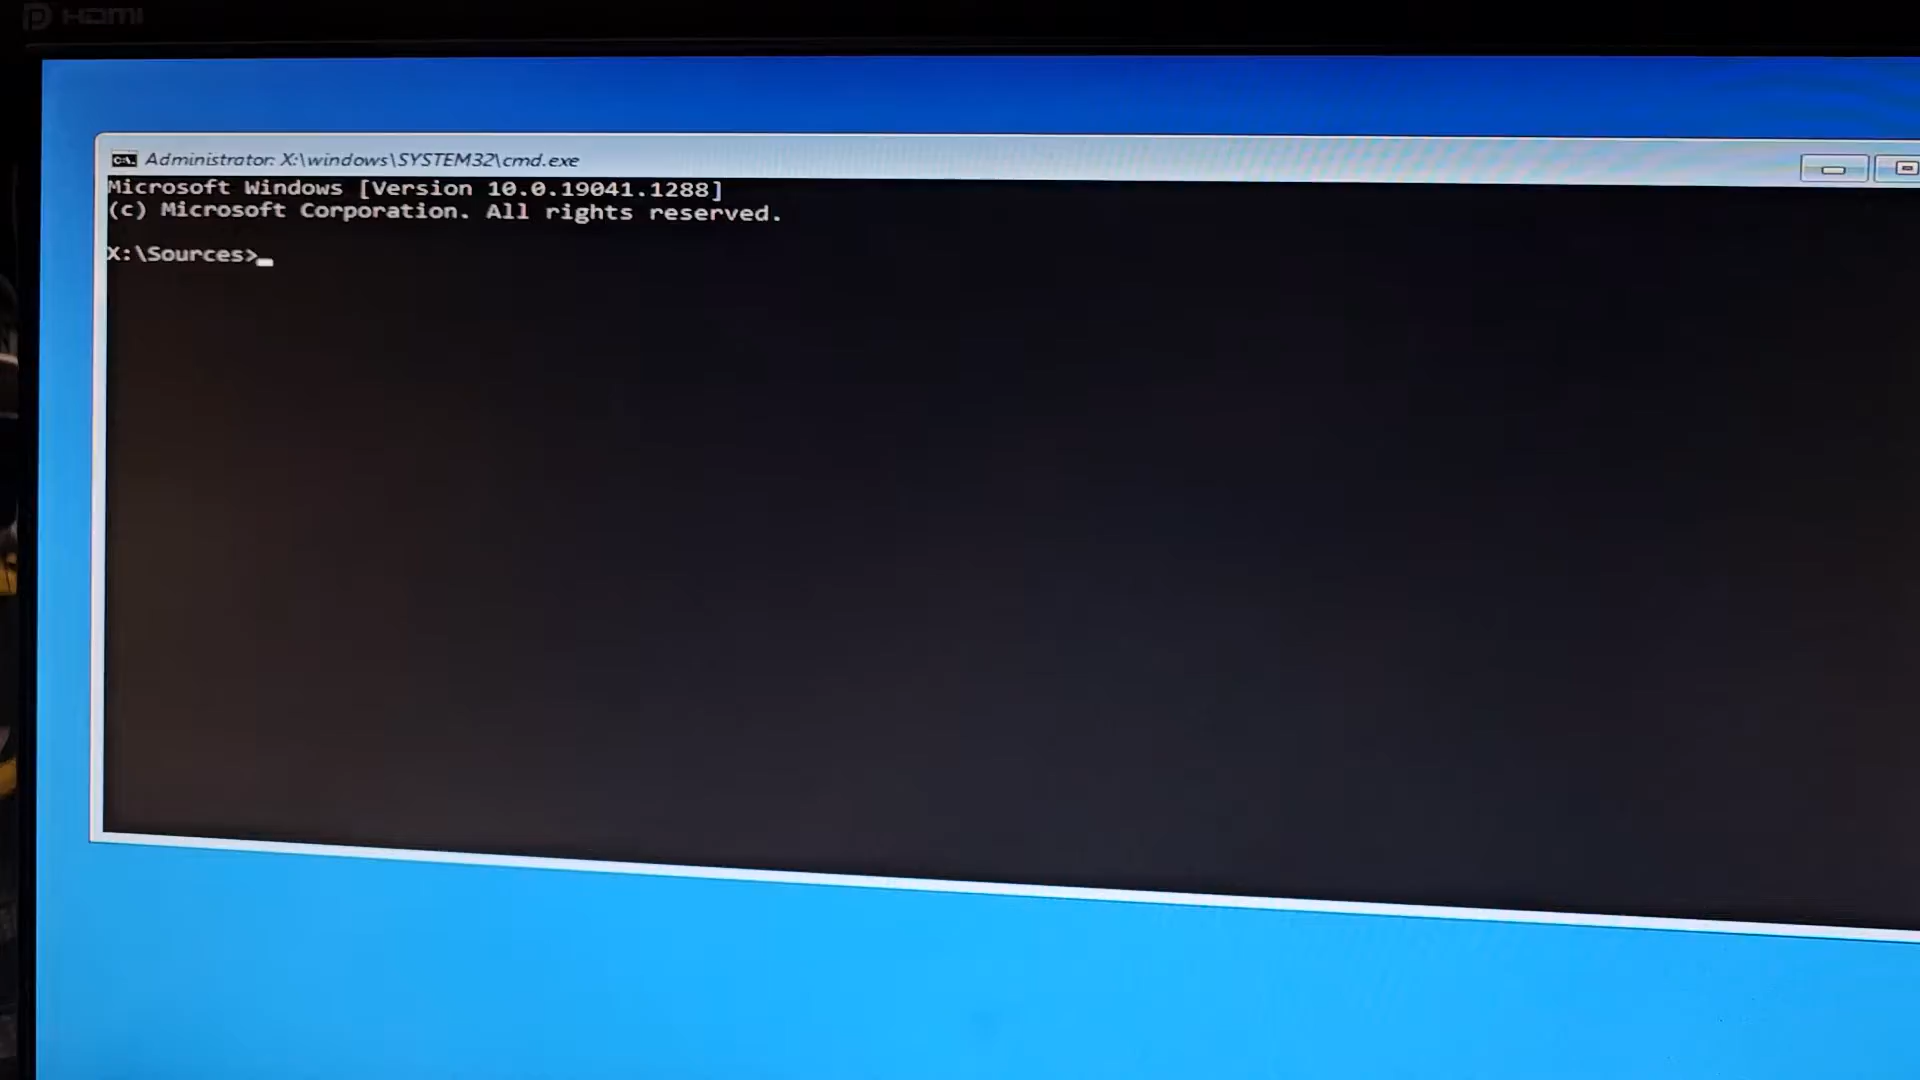 HDMI
Administrator: X:\windows\SYSTEM32\cmd.exe
Microsoft Windows [Version 10.0.19041.1288]
(c) Microsoft Corporation. All rights reserved.
X:\Sources>